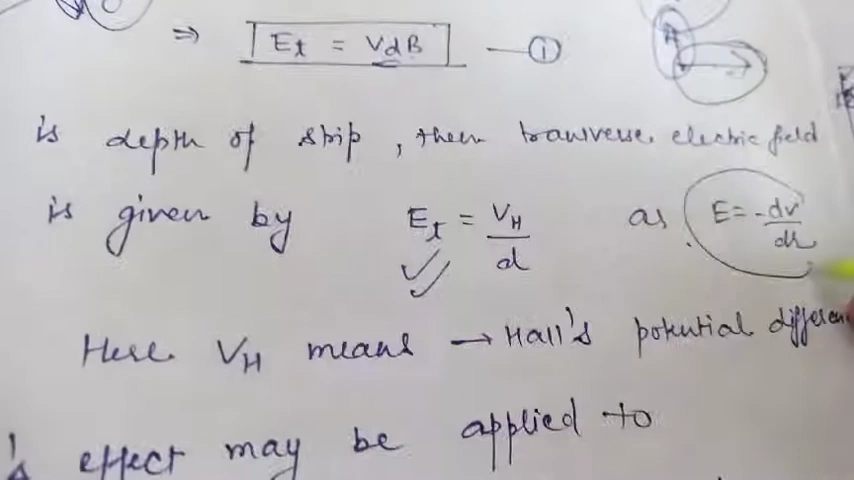 ⇒ Et = VdB — ①
is depth of strip, then transverse electric field
is given by Et = VH/d as E = -dv/dr
Here VH means → Hall's potential
effect may be applied to